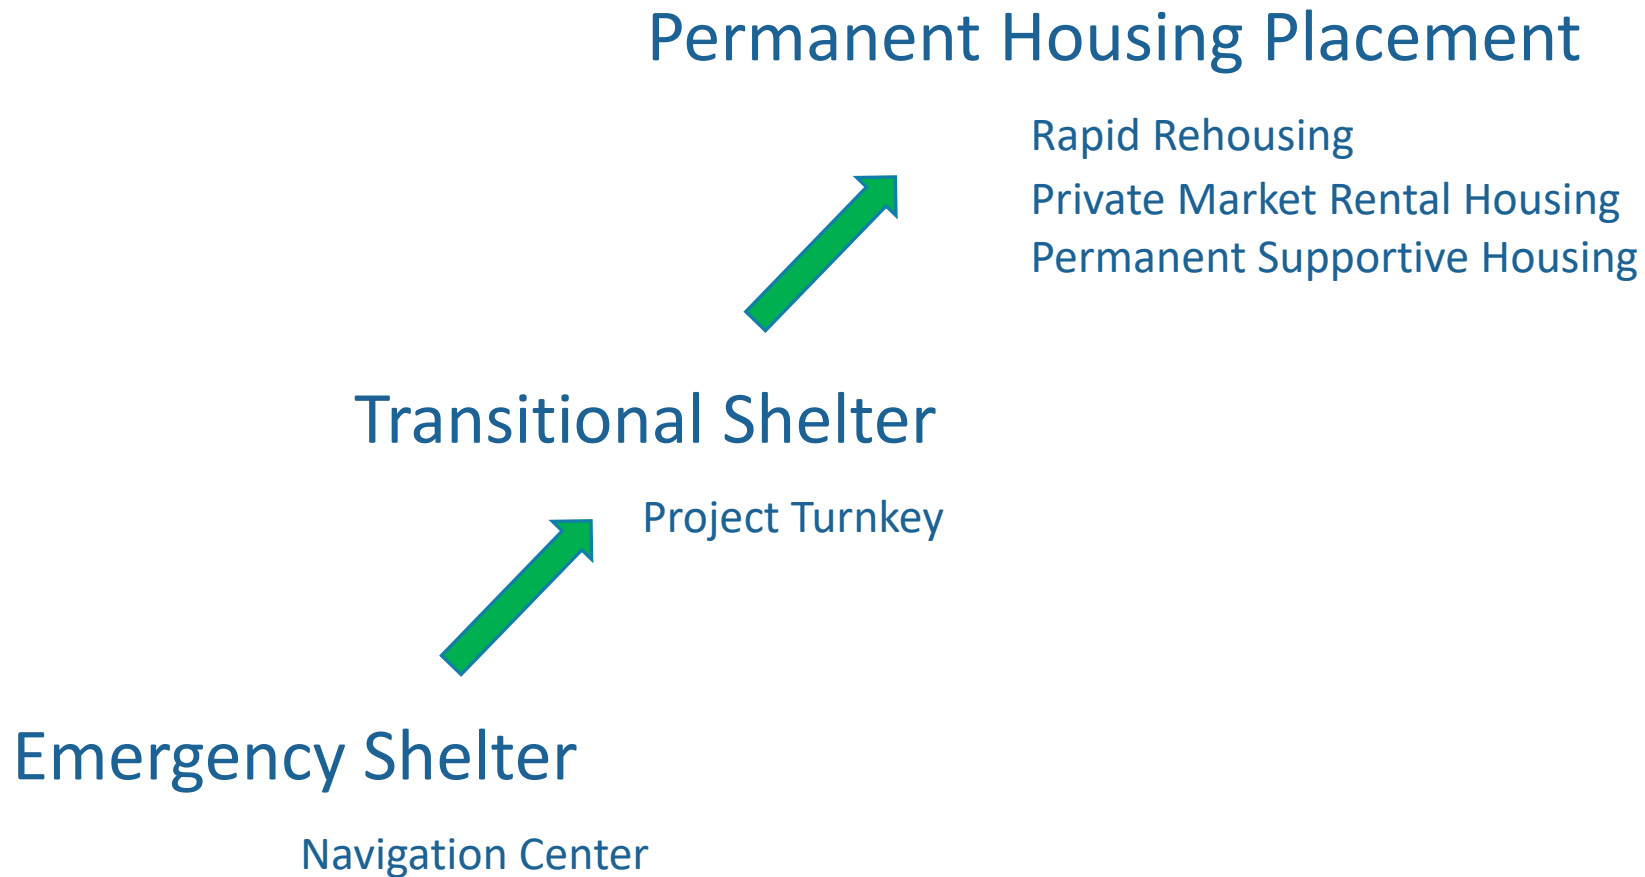 Permanent Housing Placement
Rapid Rehousing
Private Market Rental Housing
Permanent Supportive Housing
Transitional Shelter
Project Turnkey
Emergency Shelter
Navigation Center